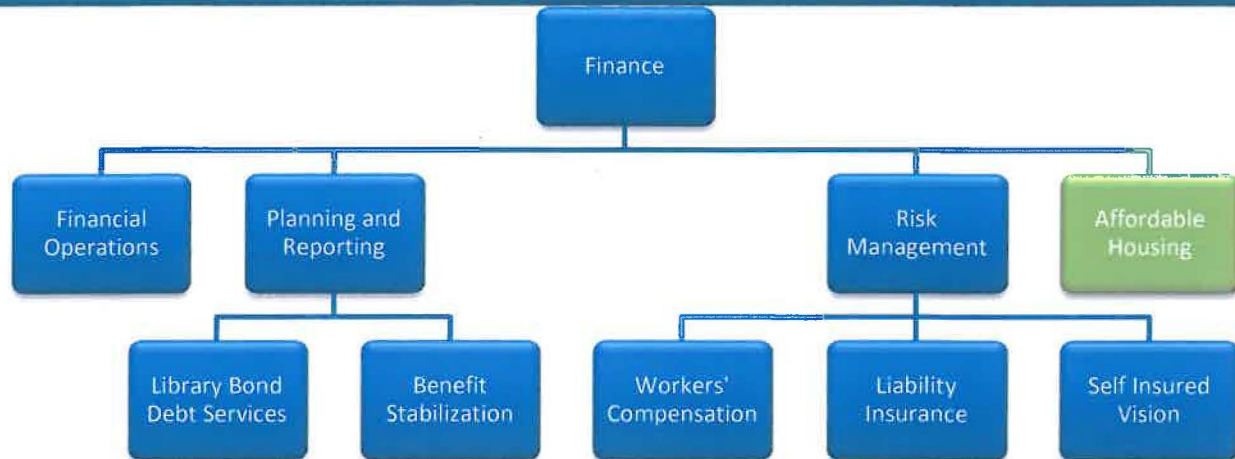 Finance
Financial
Operations
Planning and
Reporting
Risk
Management
Affordable
Housing
Library Bond
Debt Services
Benefit
Stabilization
Workers'
Compensation
Liability
Insurance
Self Insured
Vision